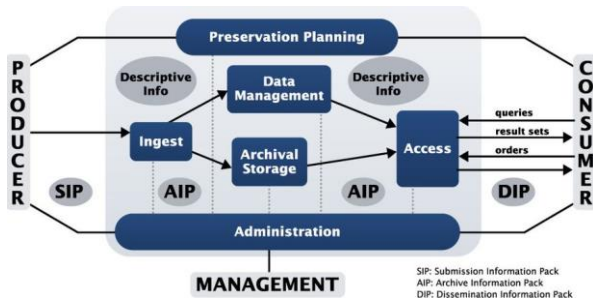 Preservation Planning
PRODUCER
CONSUMER
Descriptive
Info
Data
Management
Descriptive
Info
queries
result sets
orders
Ingest
Archival
Storage
Access
SIP
AIP
AIP
DIP
Administration
MANAGEMENT
SIP: Submission Information Pack
AIP: Archive Information Pack
DIP: Dissemination Information Pack